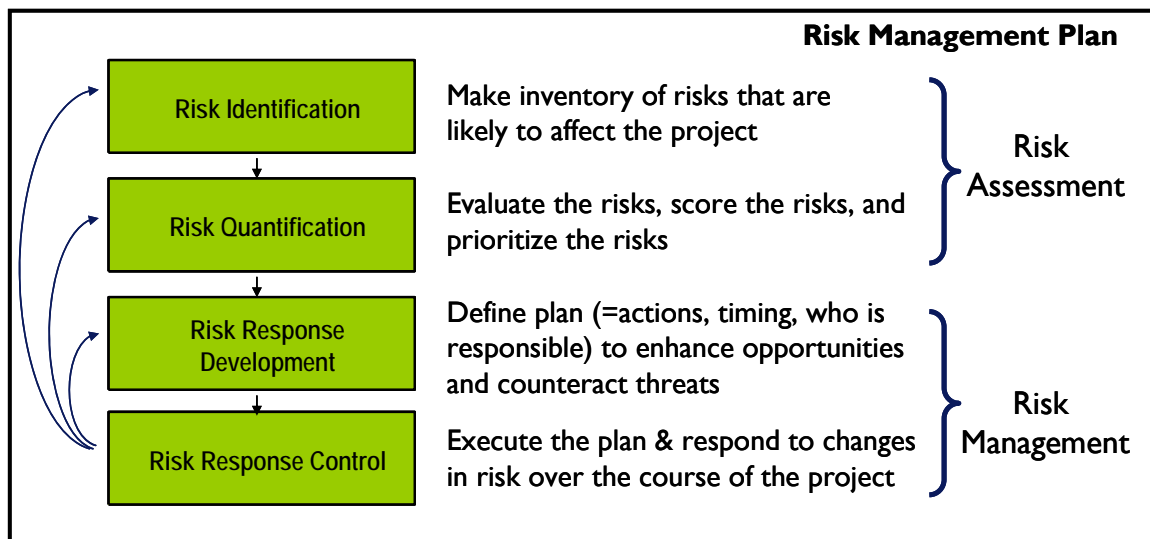 Risk Management Plan
Risk Identification
Make inventory of risks that are
likely to affect the project
Risk
Assessment
Risk Quantification
Evaluate the risks, score the risks, and
prioritize the risks
Risk Response
Development
Define plan (=actions, timing, who is
responsible) to enhance opportunities
and counteract threats
Risk
Management
Risk Response Control
Execute the plan & respond to changes
in risk over the course of the project